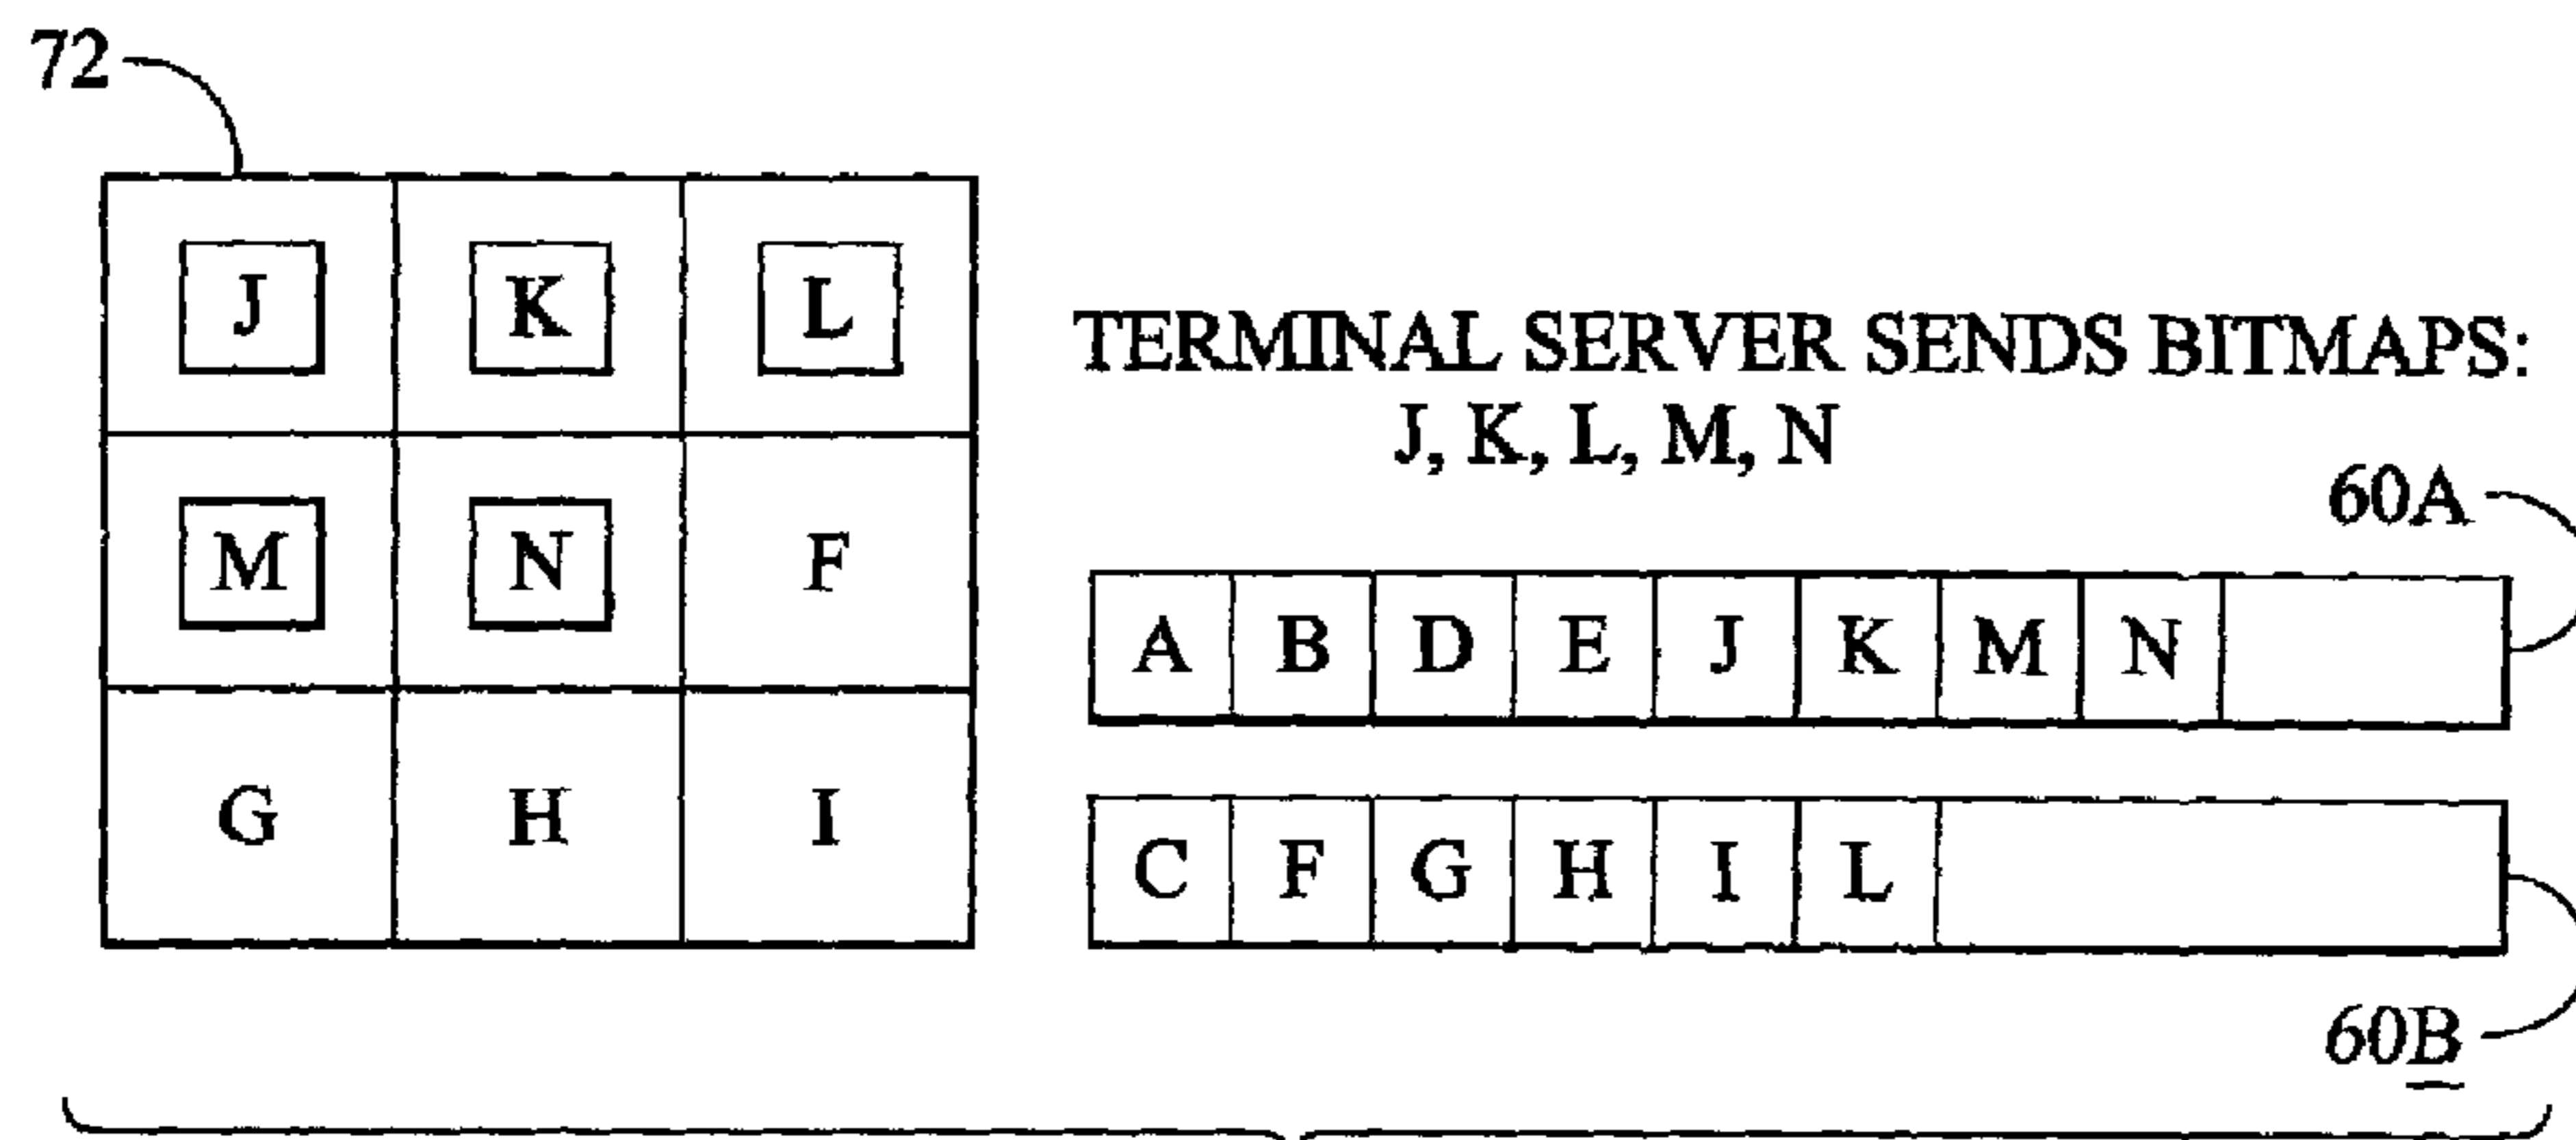 72
J K L
M N F
G H I
TERMINAL SERVER SENDS BITMAPS:
J, K, L, M, N
60A
A B D E J K M N
C F G H I L
60B